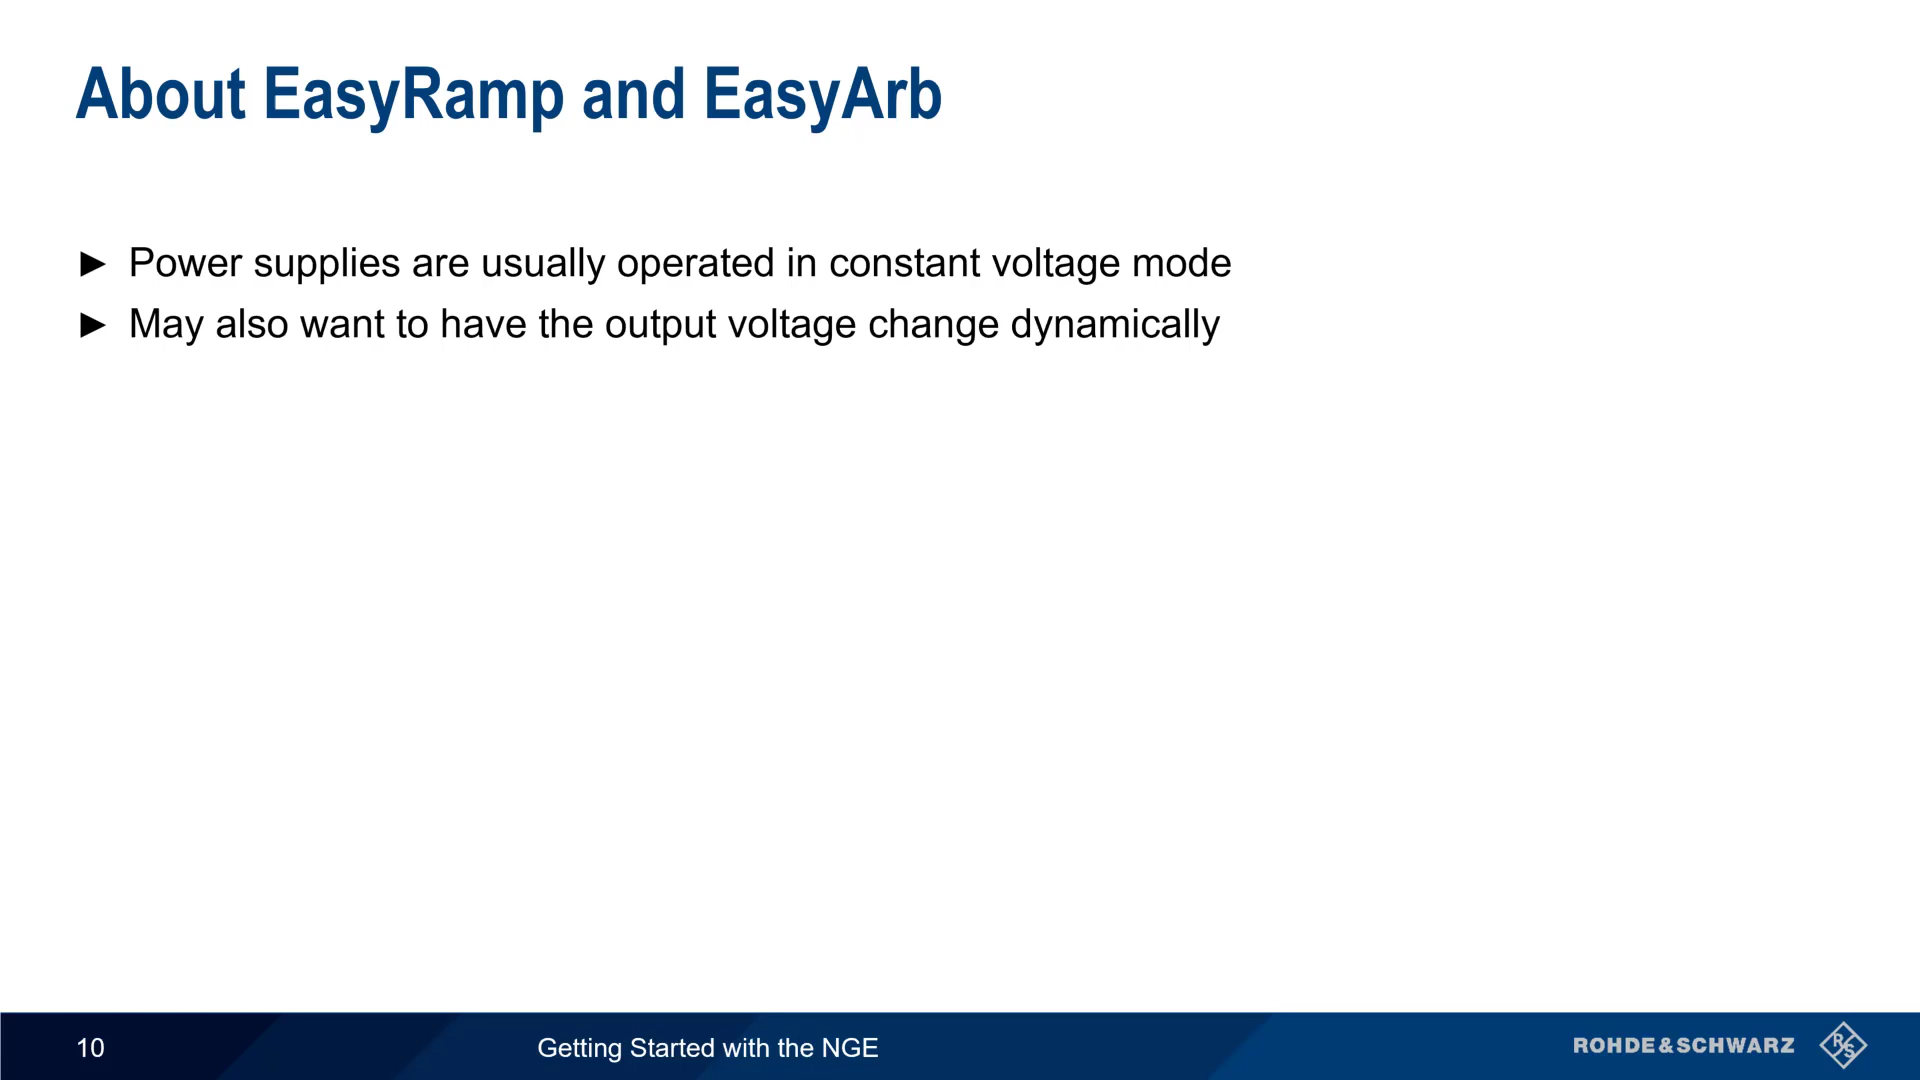 About EasyRamp and EasyArb
► Power supplies are usually operated in constant voltage mode
► May also want to have the output voltage change dynamically
10
Getting Started with the NGE
ROHDE&SCHWARZ
R&S